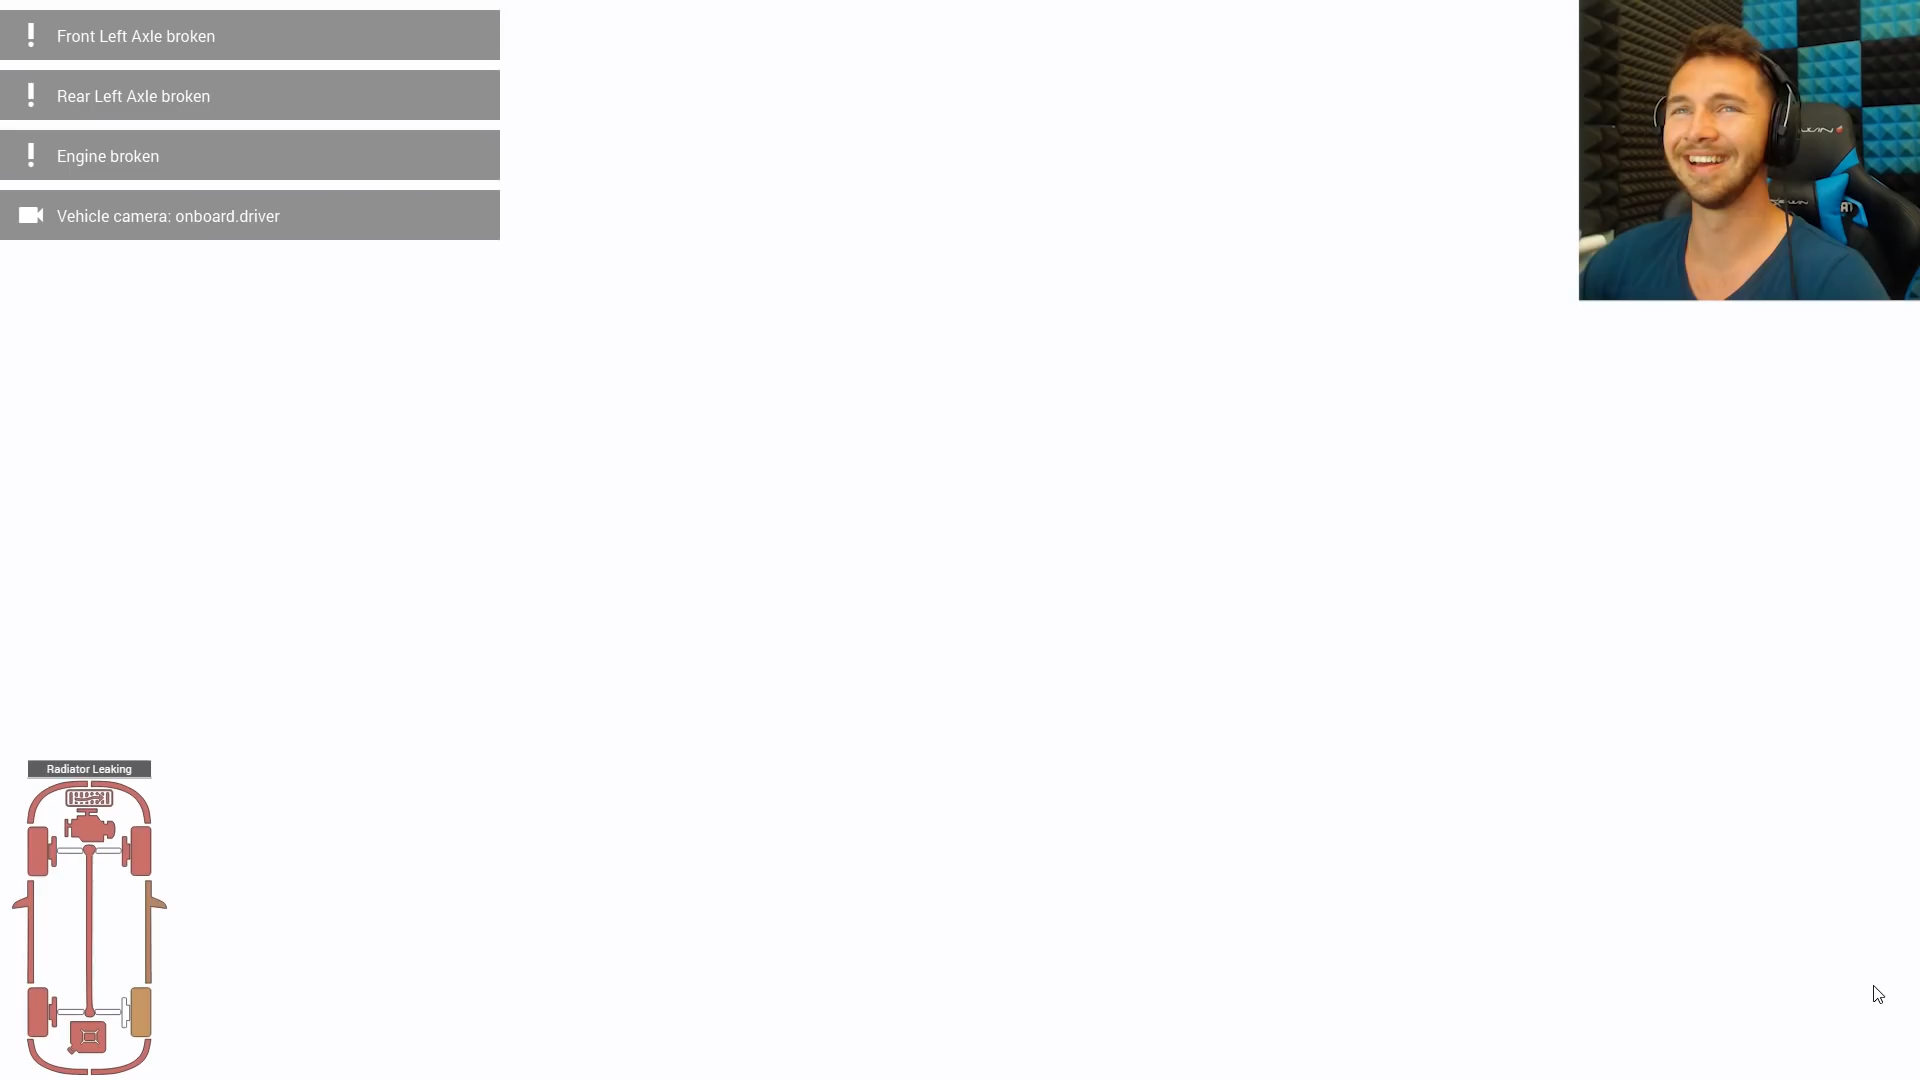 Front Left Axle broken
Rear Left Axle broken
Engine broken
Vehicle camera: onboard.driver
Radiator Leaking